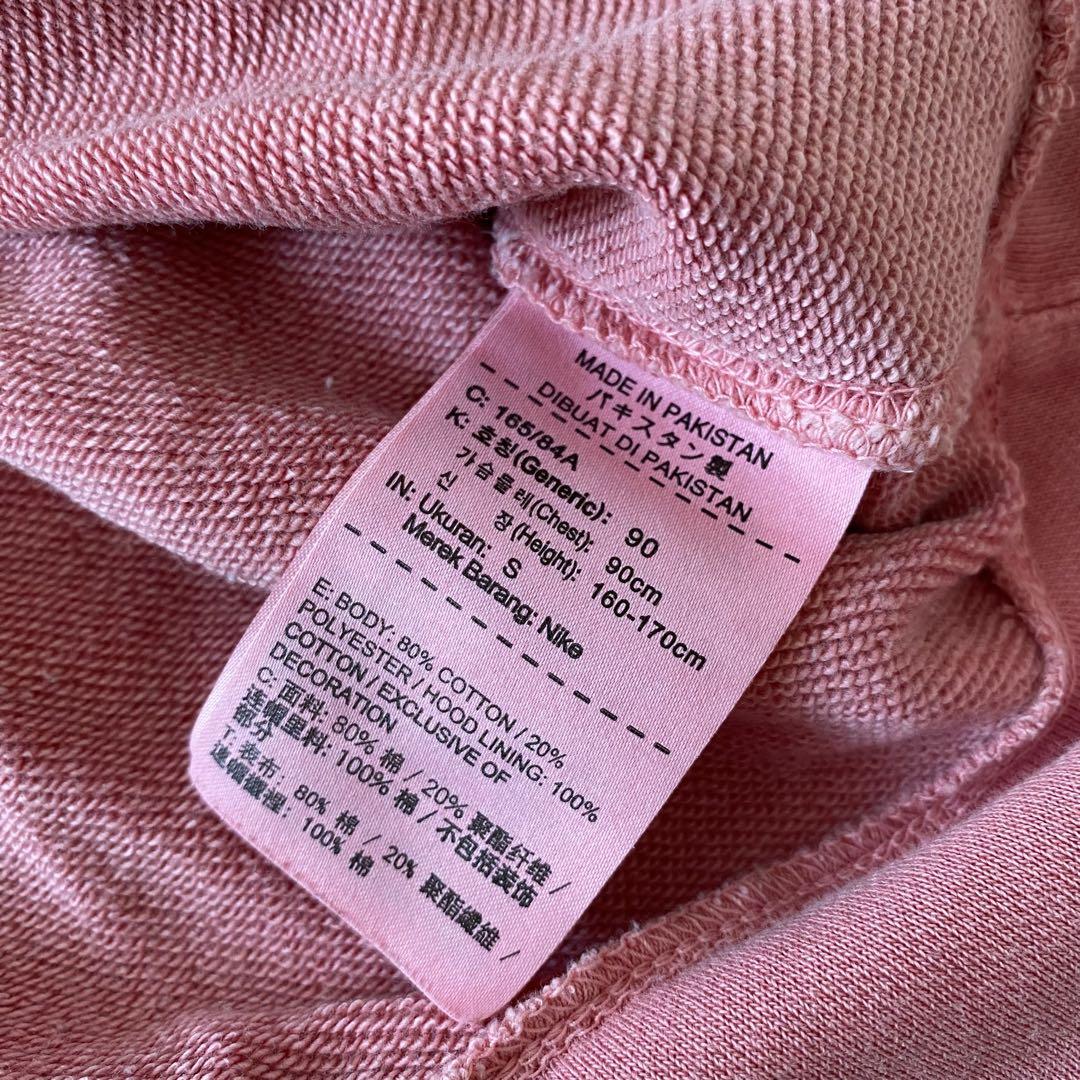 MADE IN PAKISTAN
パキスタン製
DIBUAT DI PAKISTAN
C: 165/84A
K: 호칭(Generic): 90
가슴둘레(Chest): 90cm
신 장(Height): 160-170cm
IN: Ukuran: S
Merek Barang: Nike
E: BODY: 80% COTTON / 20%
POLYESTER / HOOD LINING: 100%
COTTON / EXCLUSIVE OF
DECORATION
C: 面料: 80% 棉 / 20% 聚酯纤维 /
连帽里料: 100% 棉 / 不包括装饰
部分
T: 表布: 80% 棉 / 20% 聚酯纖維 /
連帽襯裡: 100% 棉